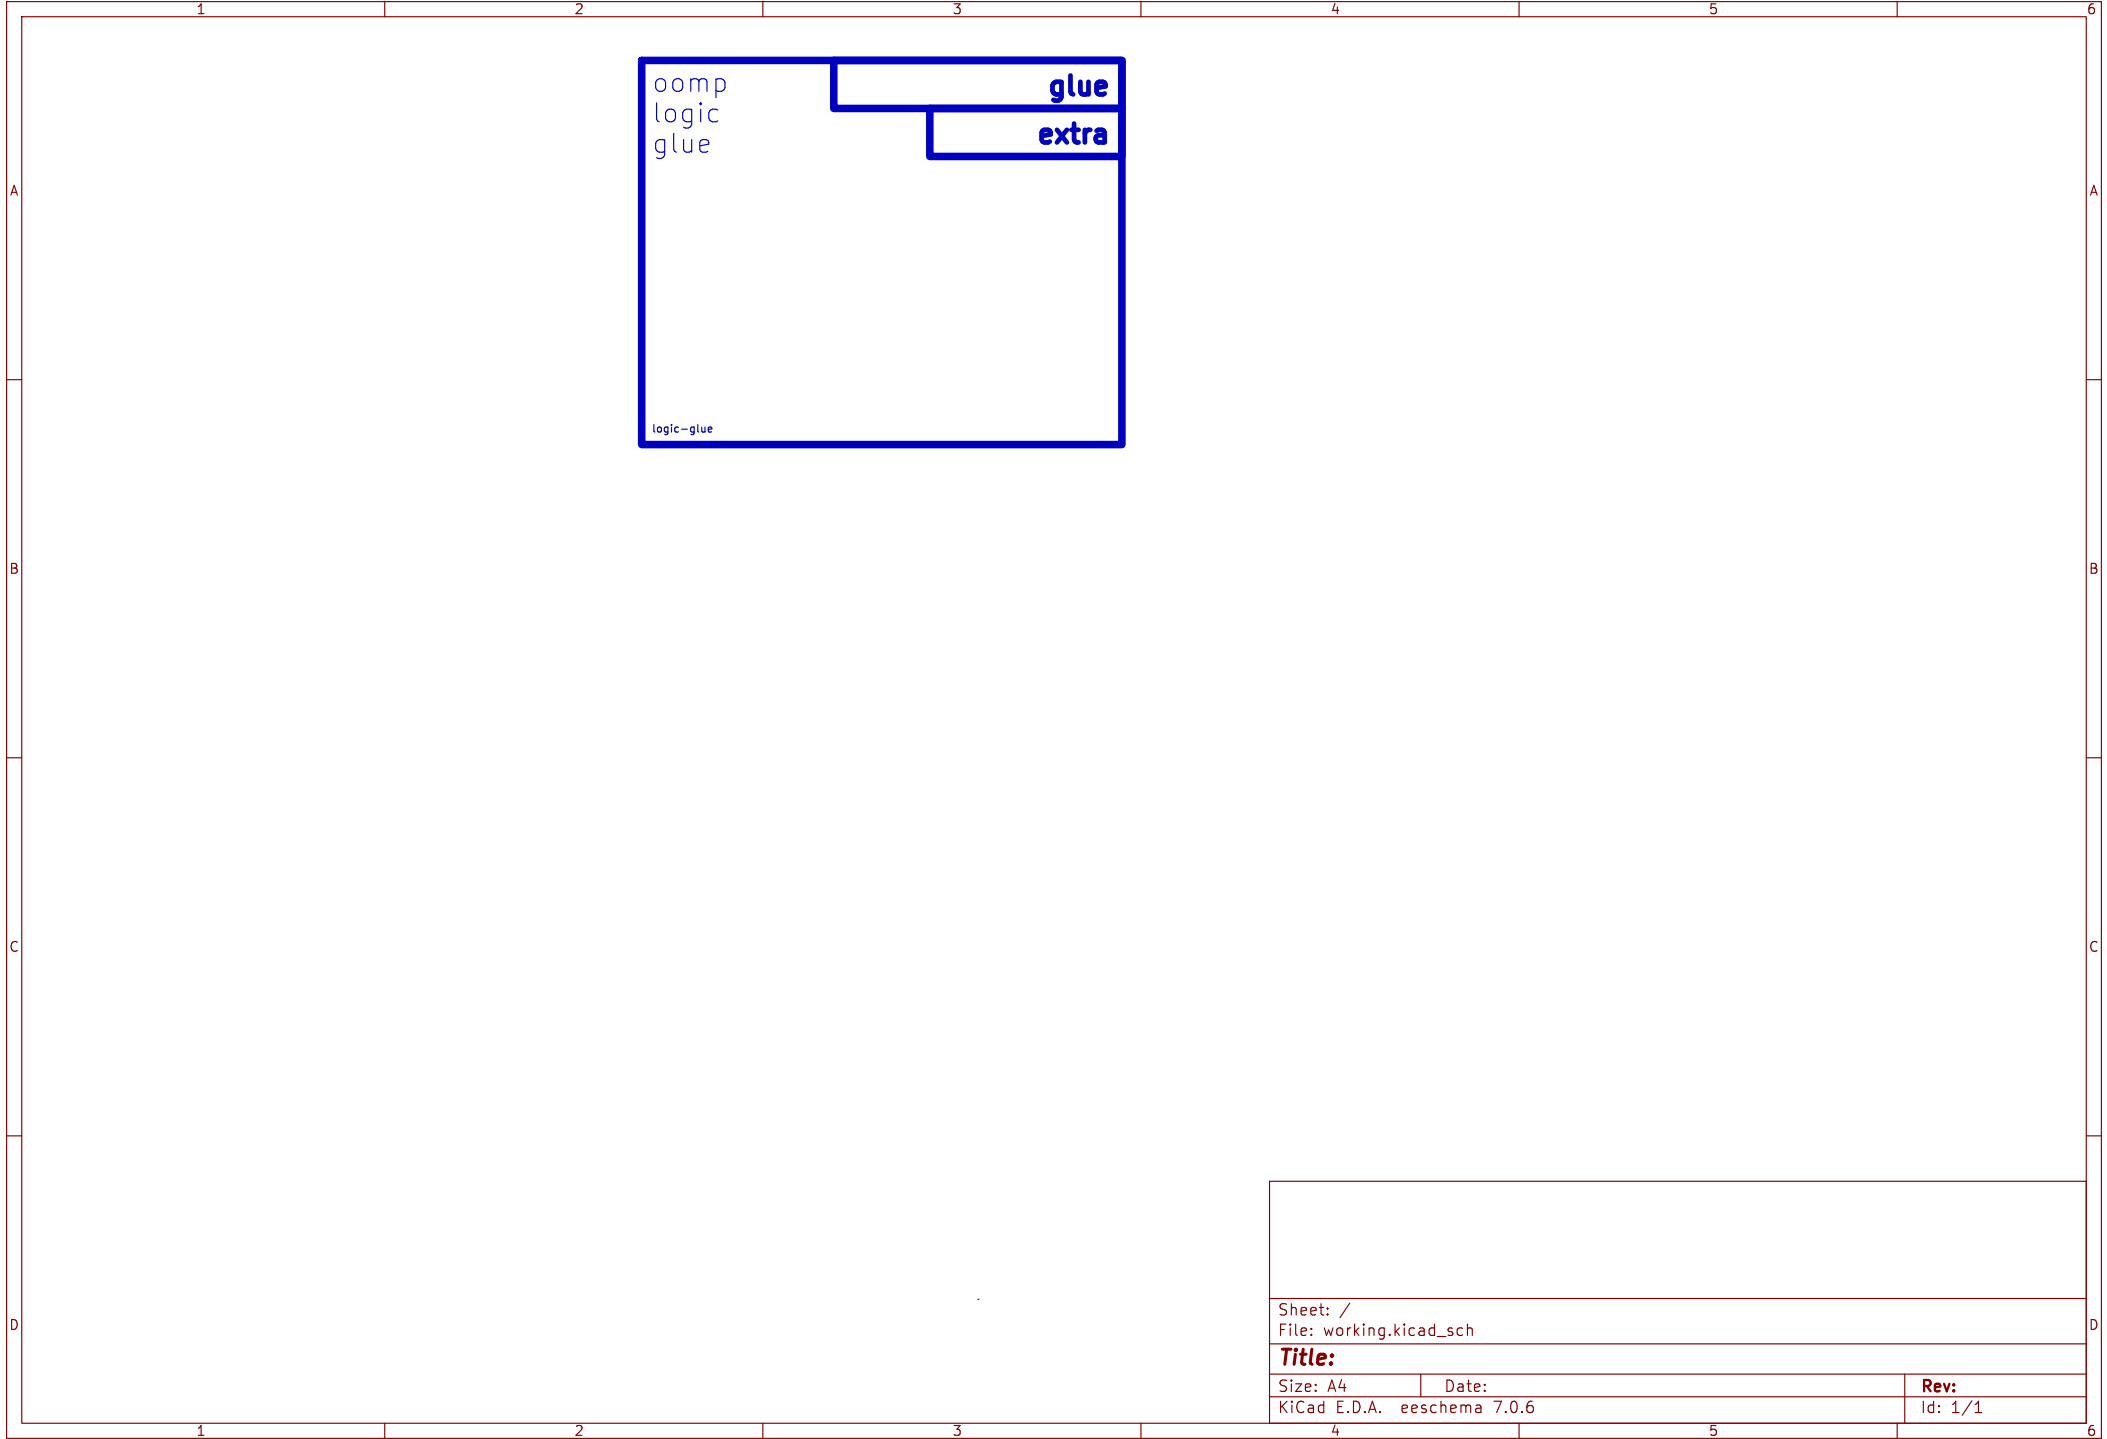 1 2 3 4 5 6
oomp
logic
glue
glue
extra
A A
logic-glue
B B
C C
Sheet: /
File: working.kicad_sch
D D
Title:
Size: A4 Date: Rev:
KiCad E.D.A. eeschema 7.0.6 Id: 1/1
1 2 3 4 5 6